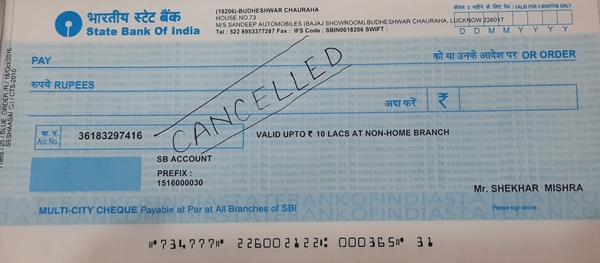 भारतीय स्टेट बैंक
State Bank Of India
(18206)-BUDHESHWAR CHAURAHA
HOUSE NO.73
M/S SANDEEP AUTOMOBILES (BAJAJ SHOWROOM),BUDHESHWAR CHAURAHA, LUCKNOW 226017
Tel : 522 8953377287 Fax : IFS Code : SBIN0018206 SWIFT :
VALID FOR 3 MONTHS ONLY
D D M M Y Y Y Y
PAY
को या उनके आदेश पर OR ORDER
रुपये RUPEES
अदा करें ₹
CANCELLED
खा. सं.
A/c No.
36183297416
VALID UPTO ₹ 10 LACS AT NON-HOME BRANCH
SB ACCOUNT
PREFIX :
1516000030
Mr. SHEKHAR MISHRA
MULTI-CITY CHEQUE Payable at Par at All Branches of SBI
Please sign above
⑈734777⑈ 226002122⑆ 000365⑈ 31